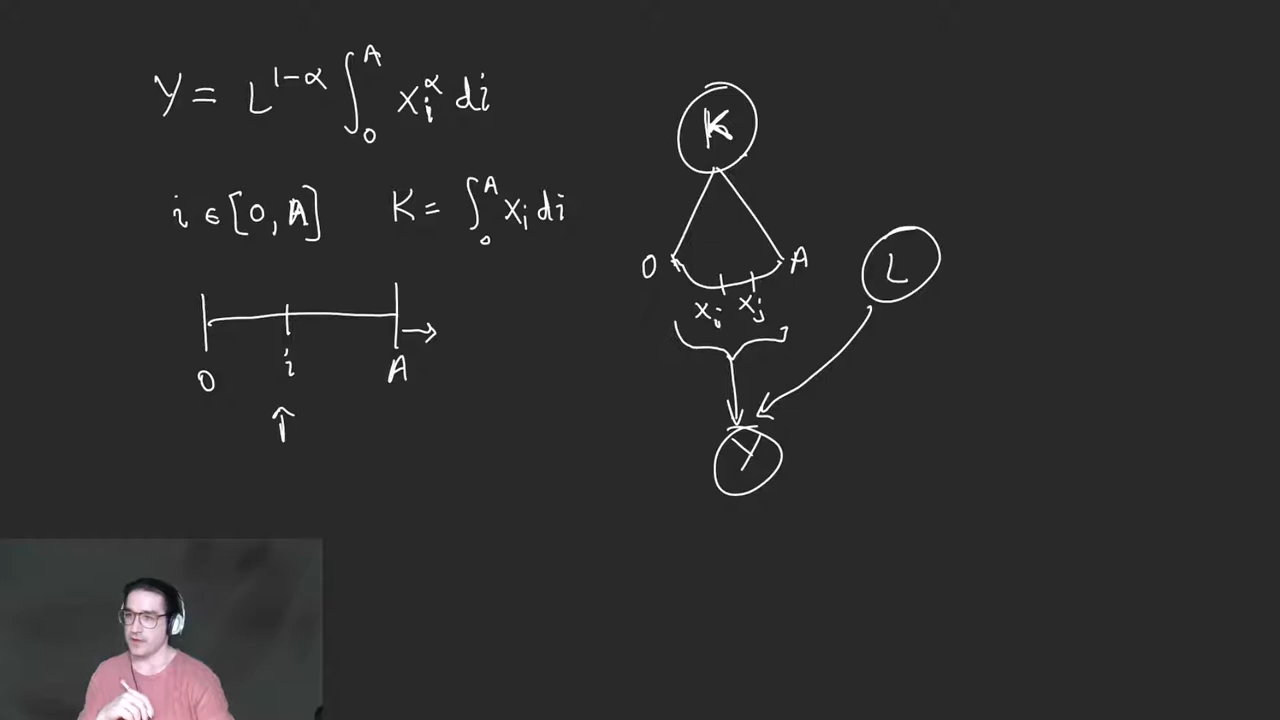 Y = L^{1-α} ∫_0^A x_i^α di
i ∈ [0, A]   K = ∫_0^A x_i di
0 i A
K
0 A
x_i x_j
L
Y